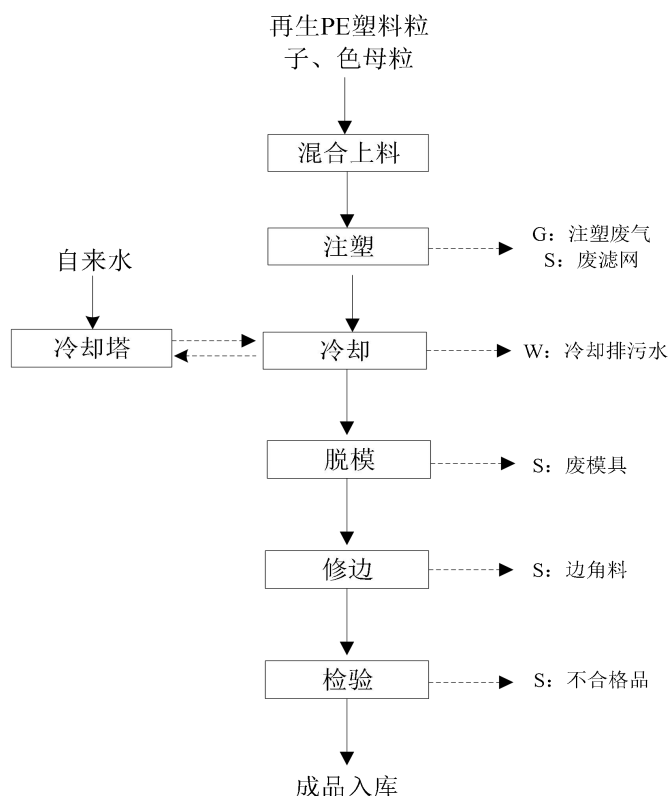 再生PE塑料粒
子、色母粒
混合上料
注塑
G：注塑废气
S：废滤网
自来水
冷却塔
冷却
W：冷却排污水
脱模
S：废模具
修边
S：边角料
检验
S：不合格品
成品入库